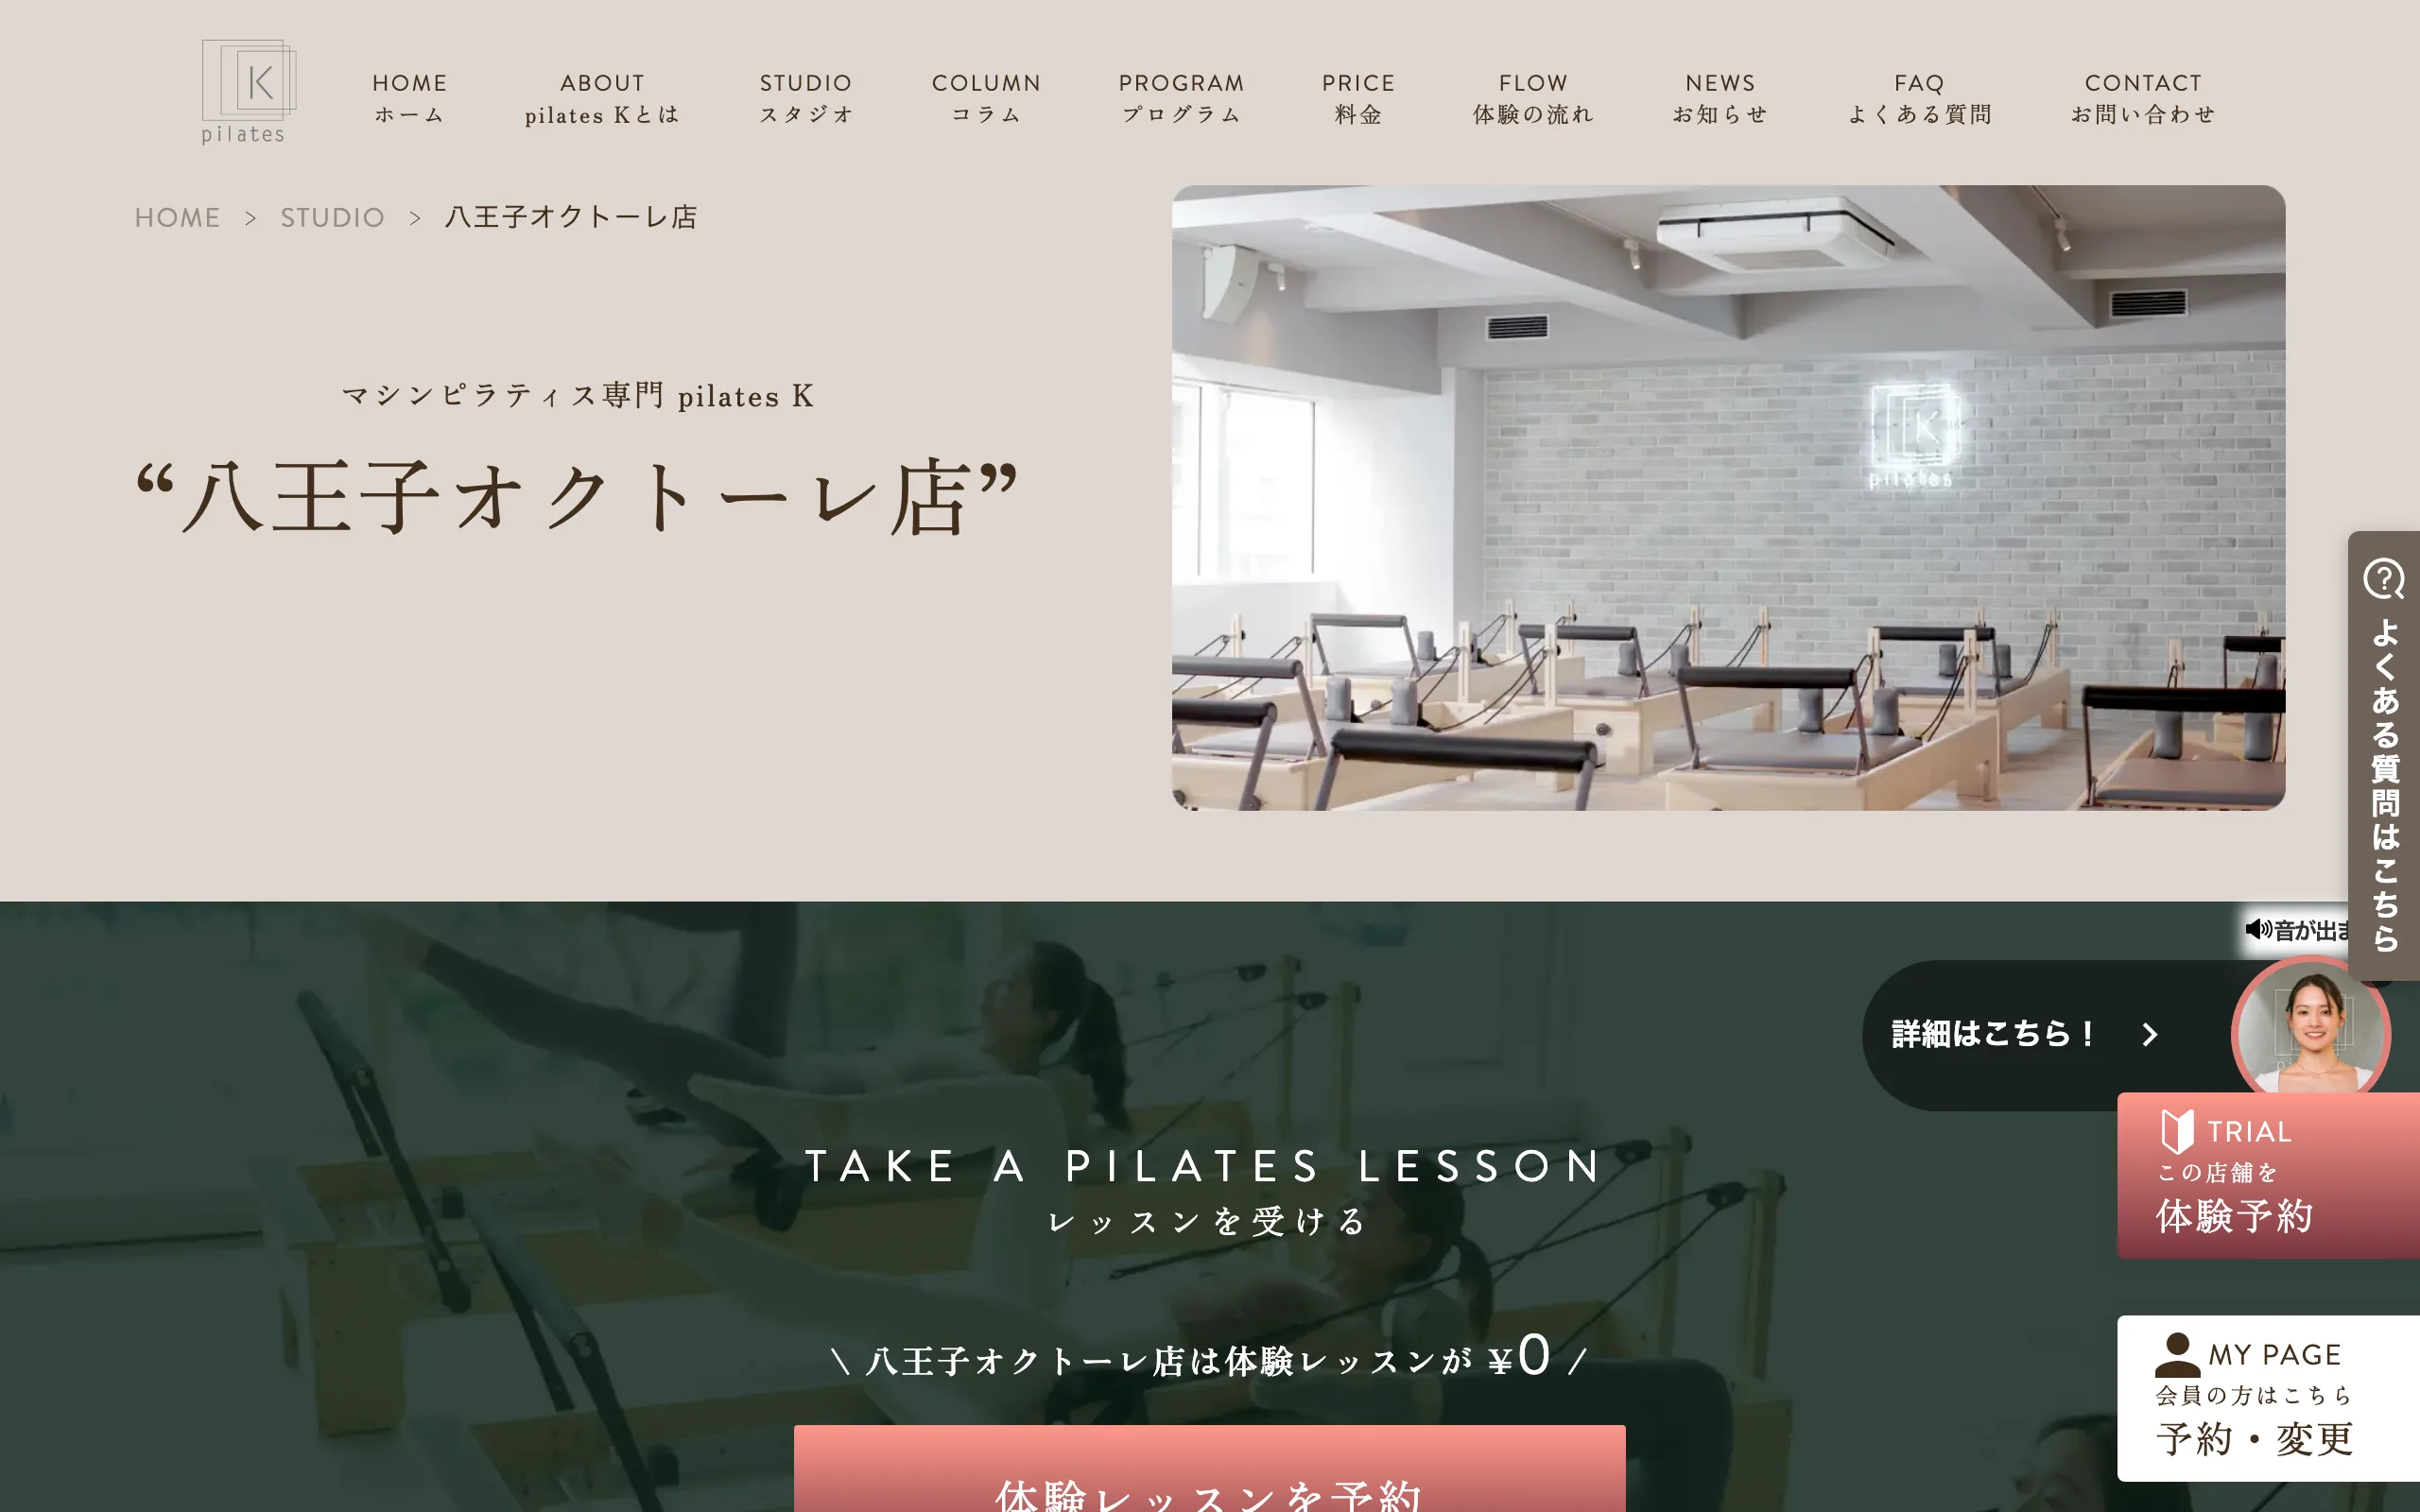 K
pilates
HOME
ホーム
ABOUT
pilates Kとは
STUDIO
スタジオ
COLUMN
コラム
PROGRAM
プログラム
PRICE
料金
FLOW
体験の流れ
NEWS
お知らせ
FAQ
よくある質問
CONTACT
お問い合わせ
HOME > STUDIO > 八王子オクトーレ店
マシンピラティス専門 pilates K
“八王子オクトーレ店”
K
pilates
よくある質問はこちら
音が出ま
詳細はこちら！
TRIAL
この店舗を
体験予約
TAKE A PILATES LESSON
レッスンを受ける
\ 八王子オクトーレ店は体験レッスンが ¥0 /
体験レッスンを予約
MY PAGE
会員の方はこちら
予約・変更